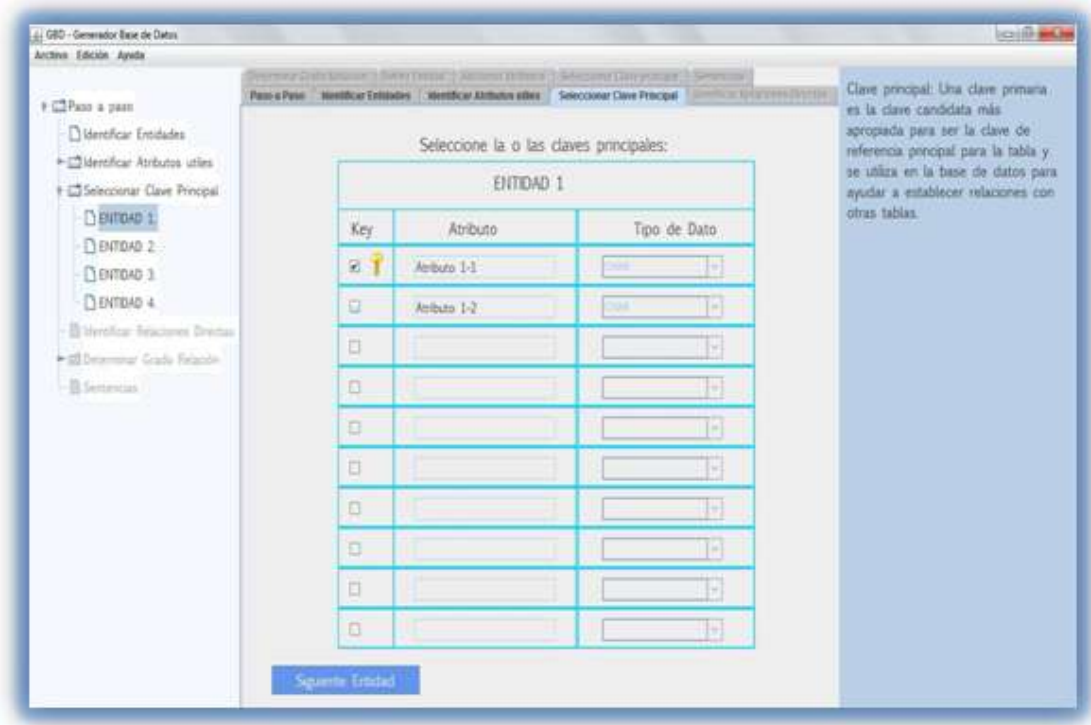 GBD - Generador Base de Datos
Archivo Edición Ayuda
Paso a Paso Identificar Entidades Identificar Atributos utiles Seleccionar Clave Principal
Paso a paso
Identificar Entidades
Identificar Atributos utiles
Seleccionar Clave Principal
ENTIDAD 1
ENTIDAD 2
ENTIDAD 3
ENTIDAD 4
Identificar Relaciones Directas
Determinar Grado Relación
Sentencias
Seleccione la o las claves principales:
ENTIDAD 1
Key Atributo Tipo de Dato
Atributo 1-1
Atributo 1-2
Siguiente Entidad
Clave principal: Una clave primaria
es la clave candidata más
apropiada para ser la clave de
referencia principal para la tabla y
se utiliza en la base de datos para
ayudar a establecer relaciones con
otras tablas.